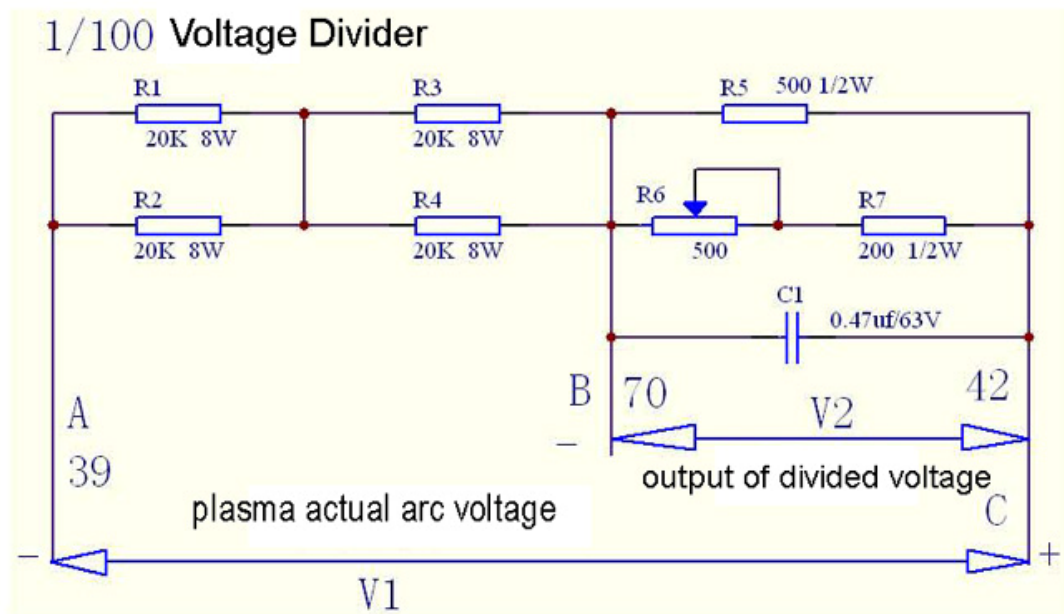 1/100 Voltage Divider
R1
20K 8W
R3
20K 8W
R5 500 1/2W
R2
20K 8W
R4
20K 8W
R6
500
R7
200 1/2W
C1
0.47uf/63V
A
39
B 70
-
42
V2
output of divided voltage
C
plasma actual arc voltage
-
+
V1